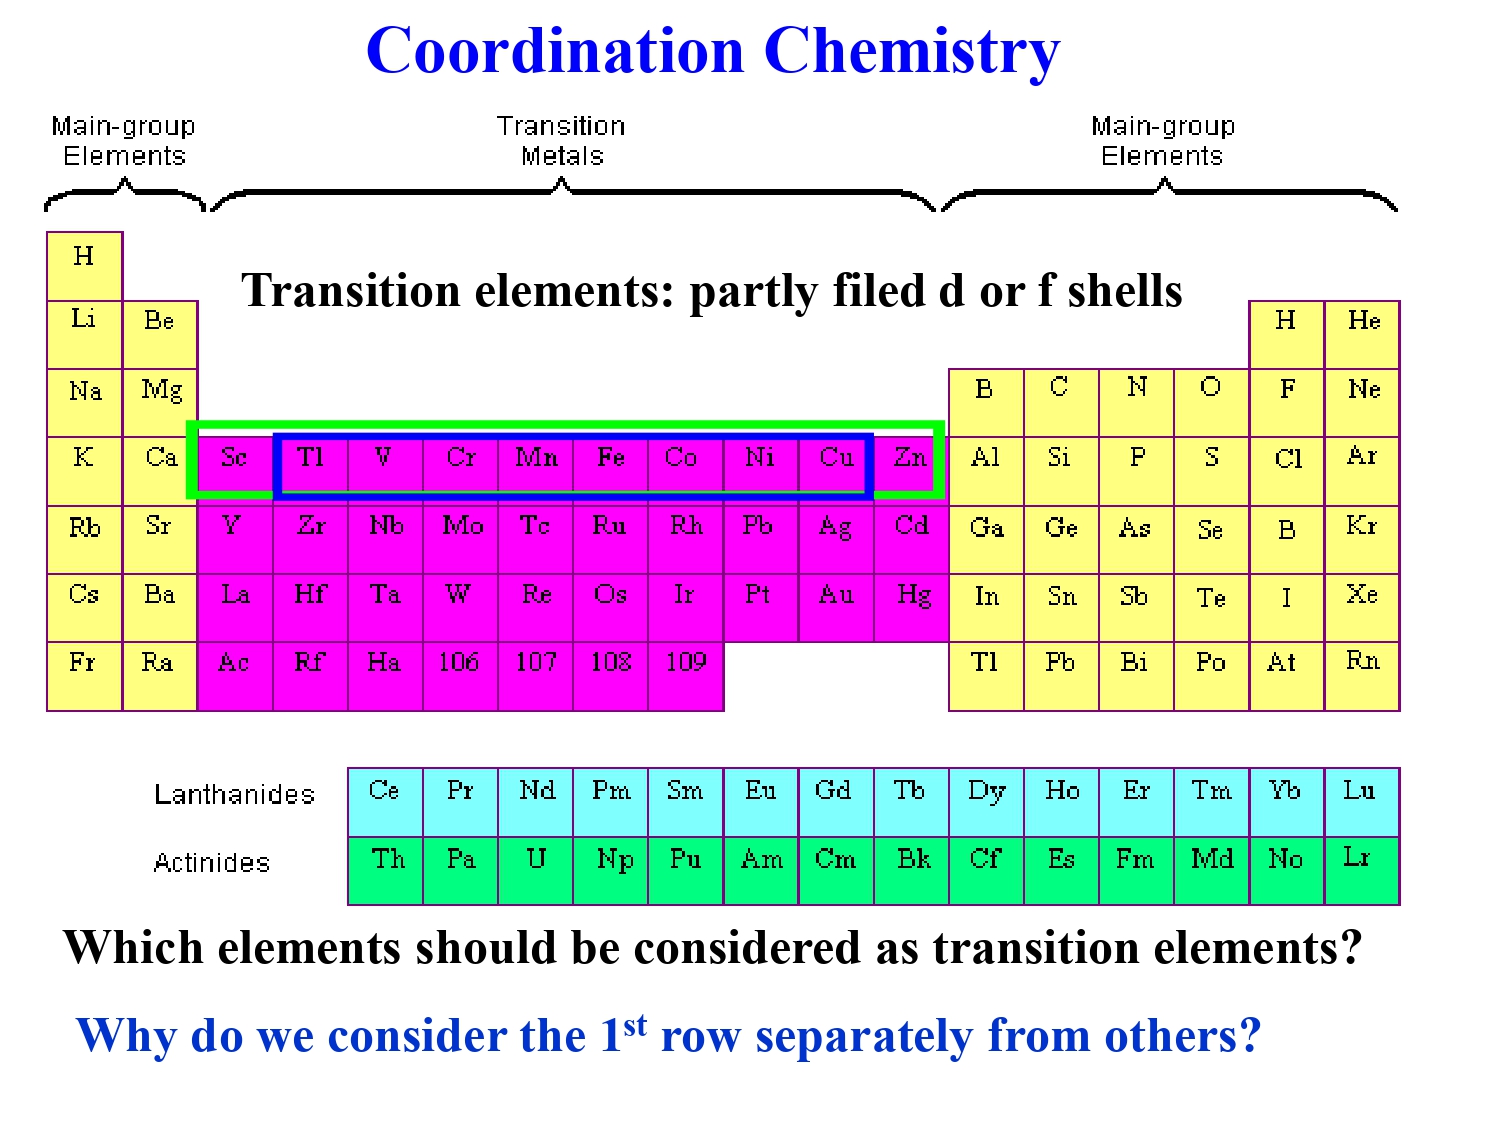 Coordination Chemistry
Main-group Elements
Transition Metals
Main-group Elements
H
Transition elements: partly filed d or f shells
Li Be H He
Na Mg B C N O F Ne
K Ca Sc Tl V Cr Mn Fe Co Ni Cu Zn Al Si P S Cl Ar
Rb Sr Y Zr Nb Mo Tc Ru Rh Pb Ag Cd Ga Ge As Se B Kr
Cs Ba La Hf Ta W Re Os Ir Pt Au Hg In Sn Sb Te I Xe
Fr Ra Ac Rf Ha 106 107 108 109 Tl Pb Bi Po At Rn
Lanthanides Ce Pr Nd Pm Sm Eu Gd Tb Dy Ho Er Tm Yb Lu
Actinides Th Pa U Np Pu Am Cm Bk Cf Es Fm Md No Lr
Which elements should be considered as transition elements?
Why do we consider the 1st row separately from others?